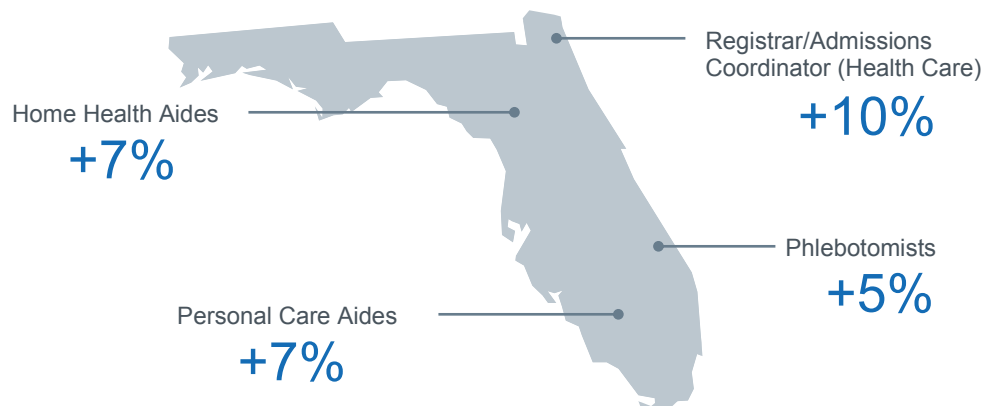 Registrar/Admissions
Coordinator (Health Care)
+10%
Home Health Aides
+7%
Phlebotomists
+5%
Personal Care Aides
+7%